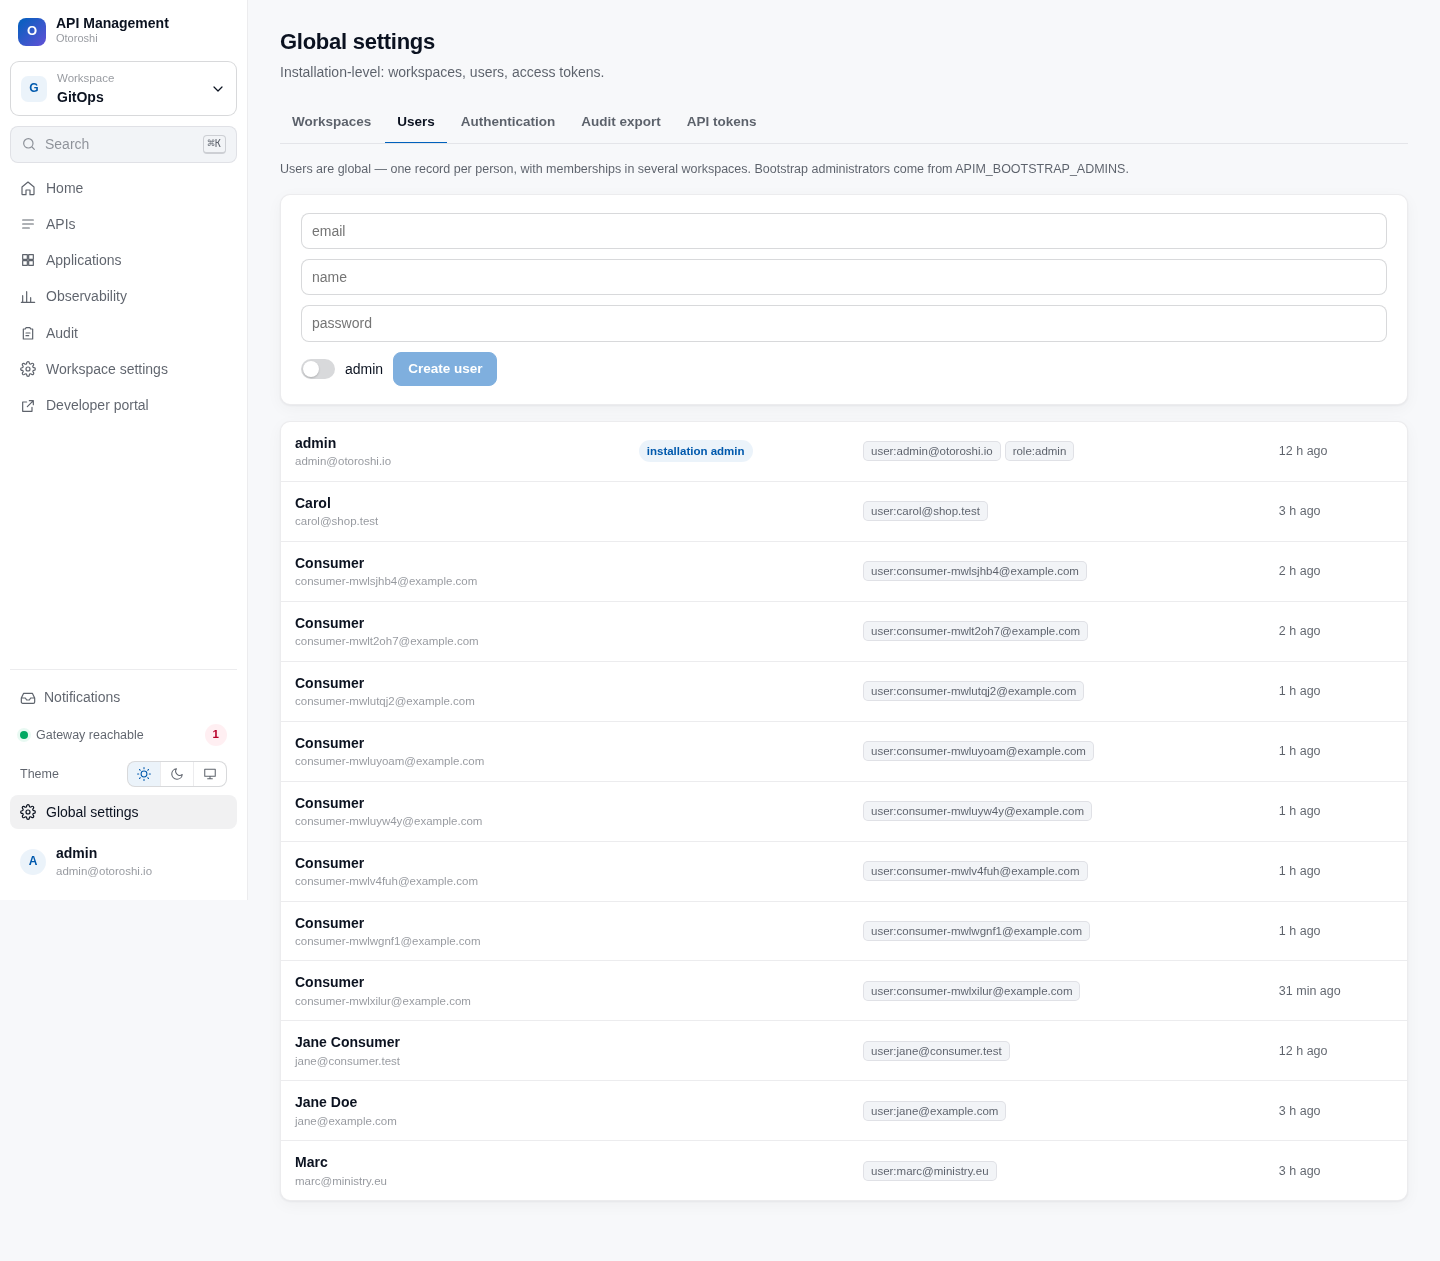 O
API Management
Otoroshi
G
Workspace
GitOps
Search
⌘K
Home
APIs
Applications
Observability
Audit
Workspace settings
Developer portal
Notifications
Gateway reachable
1
Theme
Global settings
A
admin
admin@otoroshi.io
Global settings
Installation-level: workspaces, users, access tokens.
Workspaces Users Authentication Audit export API tokens
Users are global — one record per person, with memberships in several workspaces. Bootstrap administrators come from APIM_BOOTSTRAP_ADMINS.
email
name
password
admin Create user
admin
admin@otoroshi.io
installation admin
user:admin@otoroshi.io role:admin
12 h ago
Carol
carol@shop.test
user:carol@shop.test
3 h ago
Consumer
consumer-mwlsjhb4@example.com
user:consumer-mwlsjhb4@example.com
2 h ago
Consumer
consumer-mwlt2oh7@example.com
user:consumer-mwlt2oh7@example.com
2 h ago
Consumer
consumer-mwlutqj2@example.com
user:consumer-mwlutqj2@example.com
1 h ago
Consumer
consumer-mwluyoam@example.com
user:consumer-mwluyoam@example.com
1 h ago
Consumer
consumer-mwluyw4y@example.com
user:consumer-mwluyw4y@example.com
1 h ago
Consumer
consumer-mwlv4fuh@example.com
user:consumer-mwlv4fuh@example.com
1 h ago
Consumer
consumer-mwlwgnf1@example.com
user:consumer-mwlwgnf1@example.com
1 h ago
Consumer
consumer-mwlxilur@example.com
user:consumer-mwlxilur@example.com
31 min ago
Jane Consumer
jane@consumer.test
user:jane@consumer.test
12 h ago
Jane Doe
jane@example.com
user:jane@example.com
3 h ago
Marc
marc@ministry.eu
user:marc@ministry.eu
3 h ago